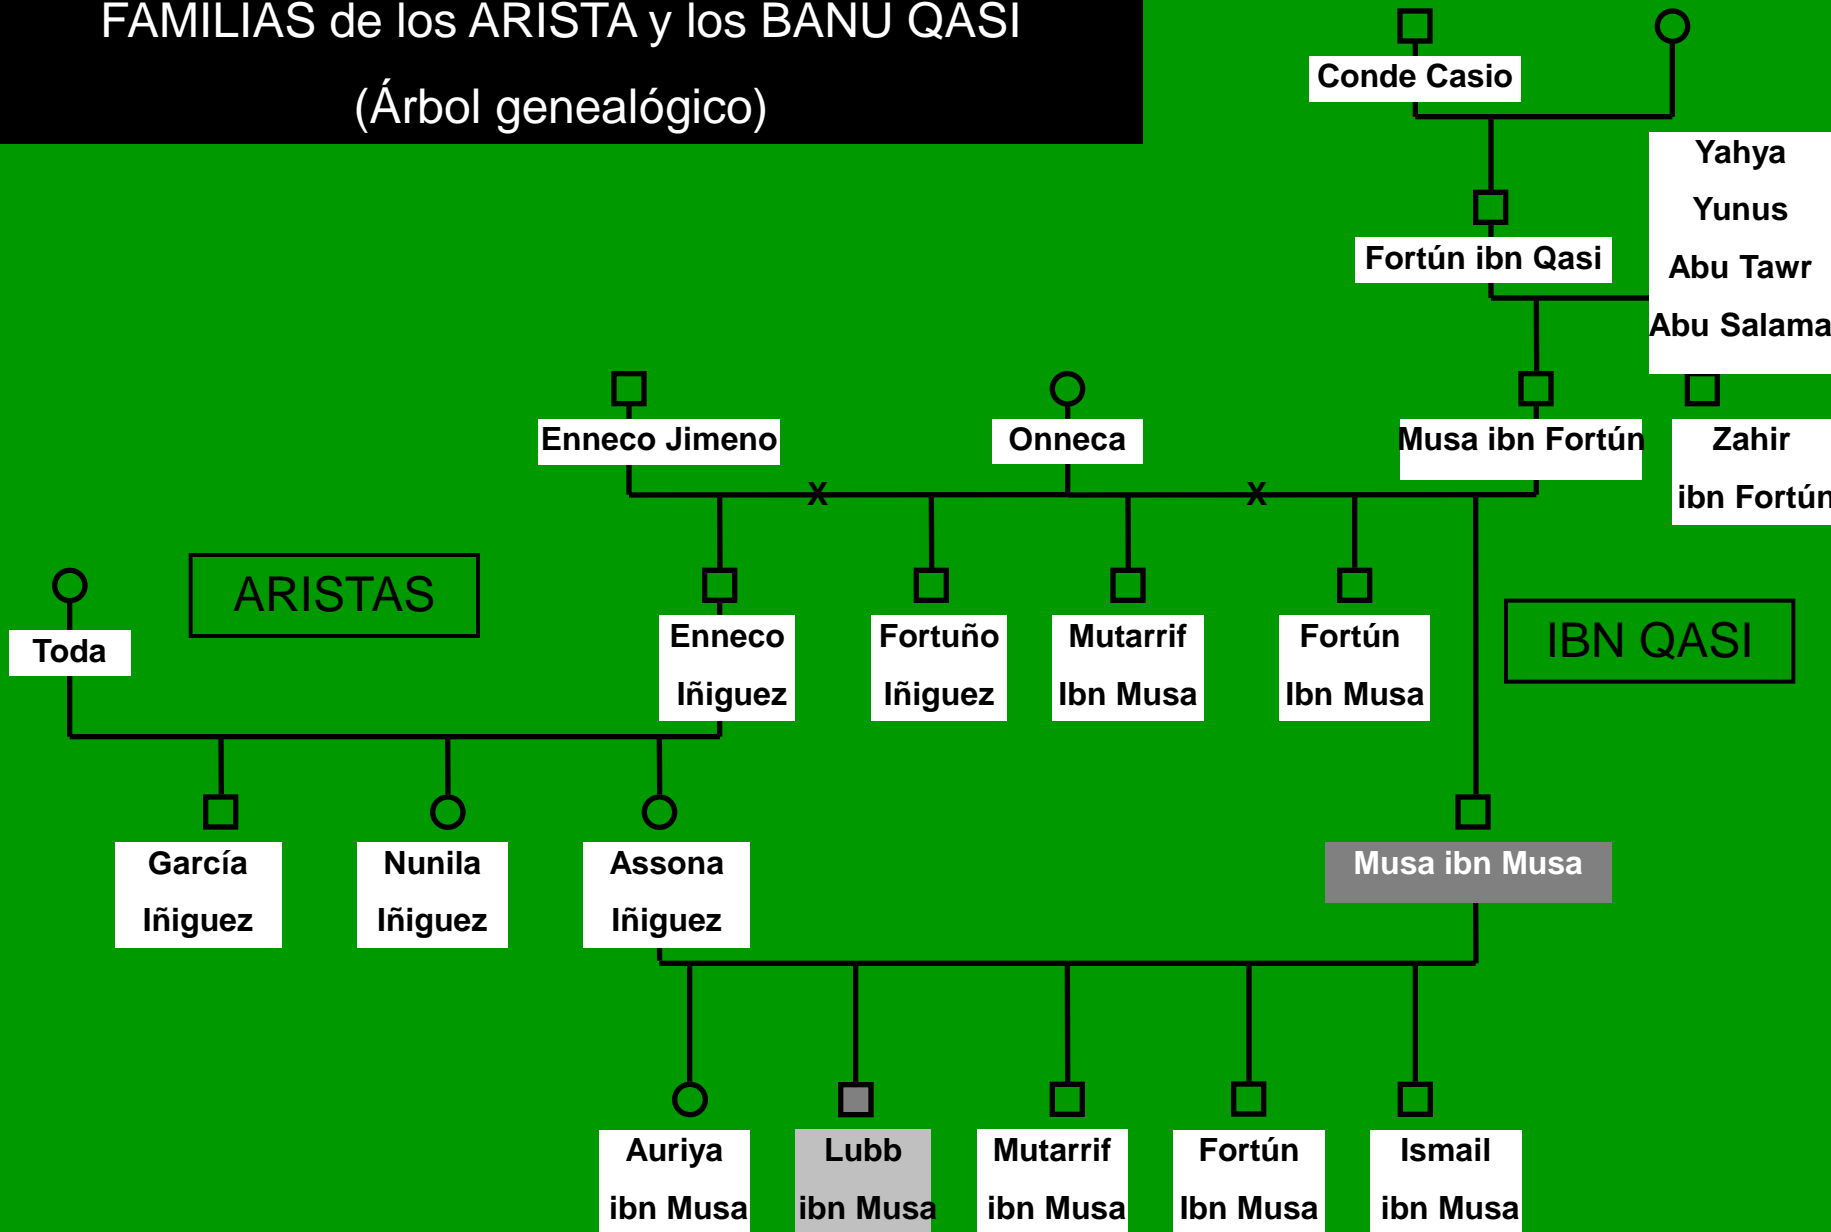 FAMILIAS de los ARISTA y los BANU QASI
(Árbol genealógico)
Conde Casio
Yahya
Yunus
Abu Tawr
Abu Salama
Fortún ibn Qasi
Enneco Jimeno
Onneca
Musa ibn Fortún
Zahir
ibn Fortún
x
x
ARISTAS
IBN QASI
Toda
Enneco
Iñiguez
Fortuño
Iñiguez
Mutarrif
Ibn Musa
Fortún
Ibn Musa
García
Iñiguez
Nunila
Iñiguez
Assona
Iñiguez
Musa ibn Musa
Auriya
ibn Musa
Lubb
ibn Musa
Mutarrif
ibn Musa
Fortún
Ibn Musa
Ismail
ibn Musa